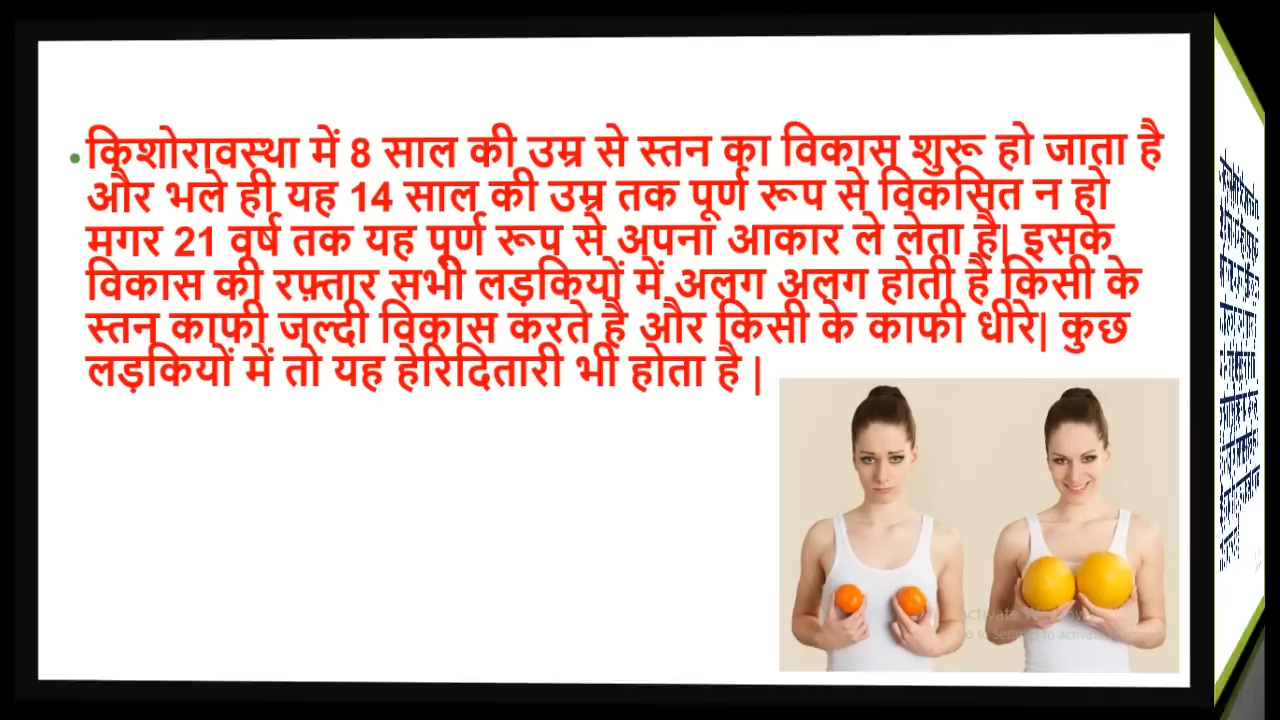 •किशोरावस्था में 8 साल की उम्र से स्तन का विकास शुरू हो जाता है
और भले ही यह 14 साल की उम्र तक पूर्ण रूप से विकसित न हो
मगर 21 वर्ष तक यह पूर्ण रूप से अपना आकार ले लेता है| इसके
विकास की रफ़्तार सभी लड़कियों में अलग अलग होती है किसी के
स्तन काफी जल्दी विकास करते है और किसी के काफी धीरे| कुछ
लड़कियों में तो यह हेरिदितारी भी होता है |